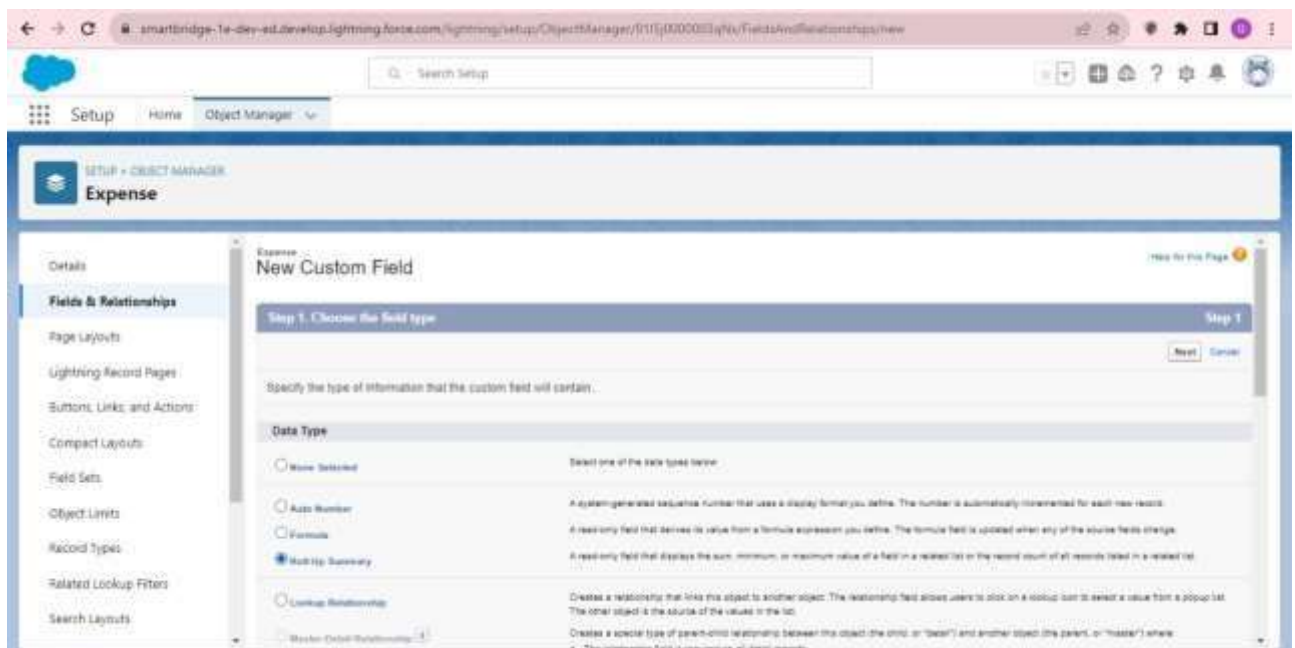 smartbridge-1e-dev-ed.develop.lightning.force.com/lightning/setup/ObjectManager/
Search Setup
Setup Home Object Manager
SETUP > OBJECT MANAGER
Expense
Details
Fields & Relationships
Page Layouts
Lightning Record Pages
Buttons, Links, and Actions
Compact Layouts
Field Sets
Object Limits
Record Types
Related Lookup Filters
Search Layouts
Expense
New Custom Field
Help for this Page
Step 1. Choose the field type Step 1
Next Cancel
Specify the type of information that the custom field will contain.
Data Type
None Selected Select one of the data types below.
Auto Number A system-generated sequence number that uses a display format you define. The number is automatically incremented for each new record.
Formula A read-only field that derives its value from a formula expression you define. The formula field is updated when any of the source fields change.
Roll-Up Summary A read-only field that displays the sum, minimum, or maximum value of a field in a related list or the record count of all records listed in a related list.
Lookup Relationship Creates a relationship that links this object to another object. The relationship field allows users to click on a lookup icon to select a value from a popup list.
The other object is the source of the values in the list.
Master-Detail Relationship Creates a special type of parent-child relationship between this object (the child, or "detail") and another object (the parent, or "master") where
The relationship field is required on all detail records.